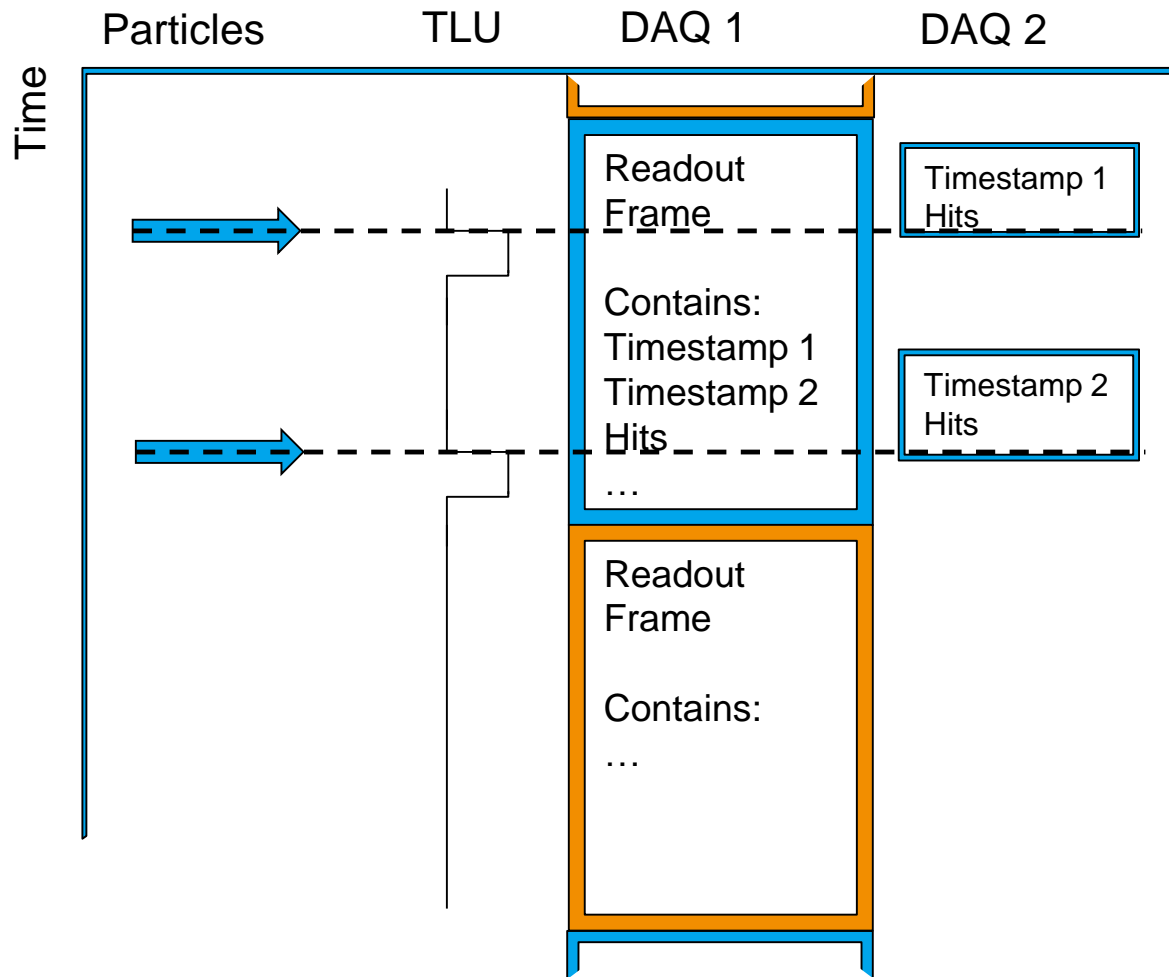 Particles
TLU
DAQ 1
DAQ 2
Time
Readout
Frame
Contains:
Timestamp 1
Timestamp 2
Hits
…
Timestamp 1
Hits
Timestamp 2
Hits
Readout
Frame
Contains:
…